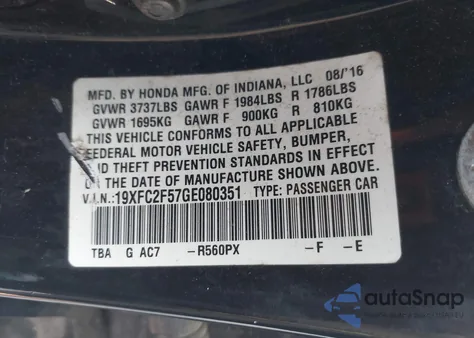 MFD. BY HONDA MFG. OF INDIANA, LLC 08/'16
GVWR 3737LBS GAWR F 1984LBS R 1786LBS
GVWR 1695KG GAWR F 900KG R 810KG
THIS VEHICLE CONFORMS TO ALL APPLICABLE
FEDERAL MOTOR VEHICLE SAFETY, BUMPER,
AND THEFT PREVENTION STANDARDS IN EFFECT
ON THE DATE OF MANUFACTURE SHOWN ABOVE.
V.I.N.: 19XFC2F57GE080351 TYPE: PASSENGER CAR
TBA G AC7 -R560PX -F -E
autoSnap